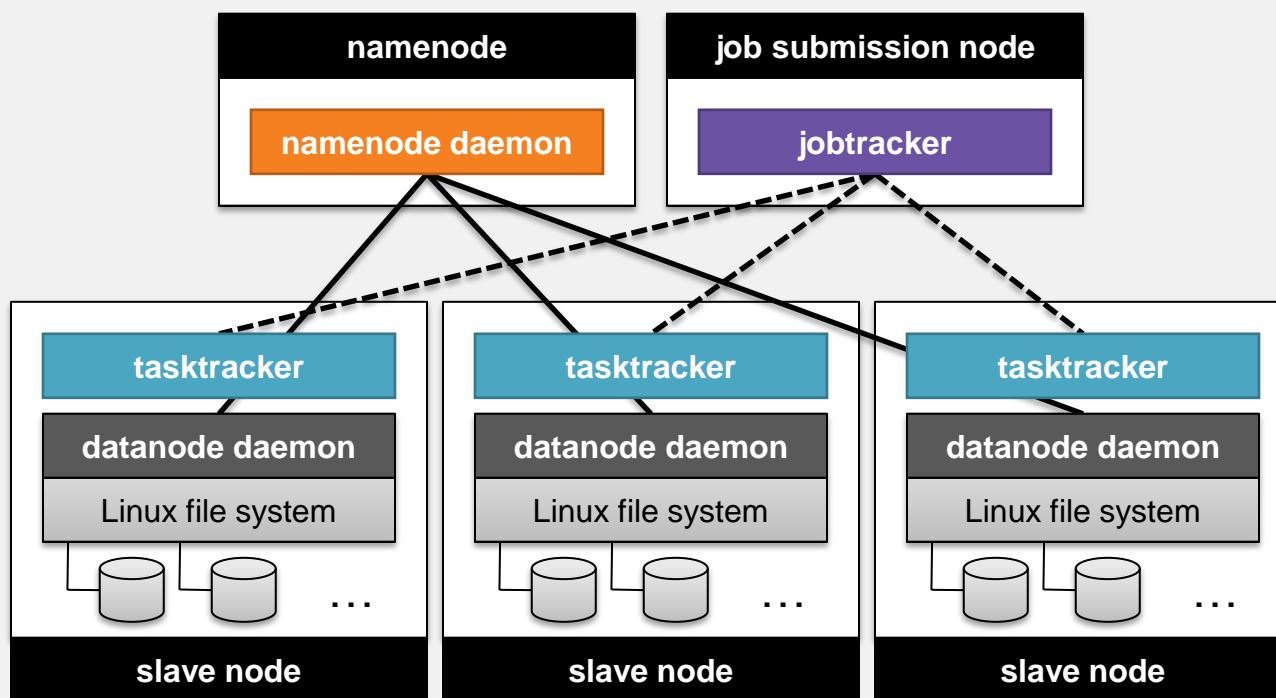 namenode
job submission node
namenode daemon
jobtracker
tasktracker
tasktracker
tasktracker
datanode daemon
datanode daemon
datanode daemon
Linux file system
Linux file system
Linux file system
...
...
...
slave node
slave node
slave node